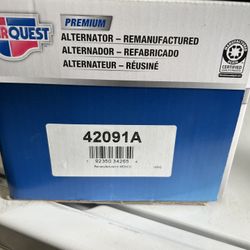 RQUEST
PREMIUM
ALTERNATOR - REMANUFACTURED
ALTERNADOR - REFABRICADO
ALTERNATEUR - RÉUSINÉ
CERTIFIED
42091A